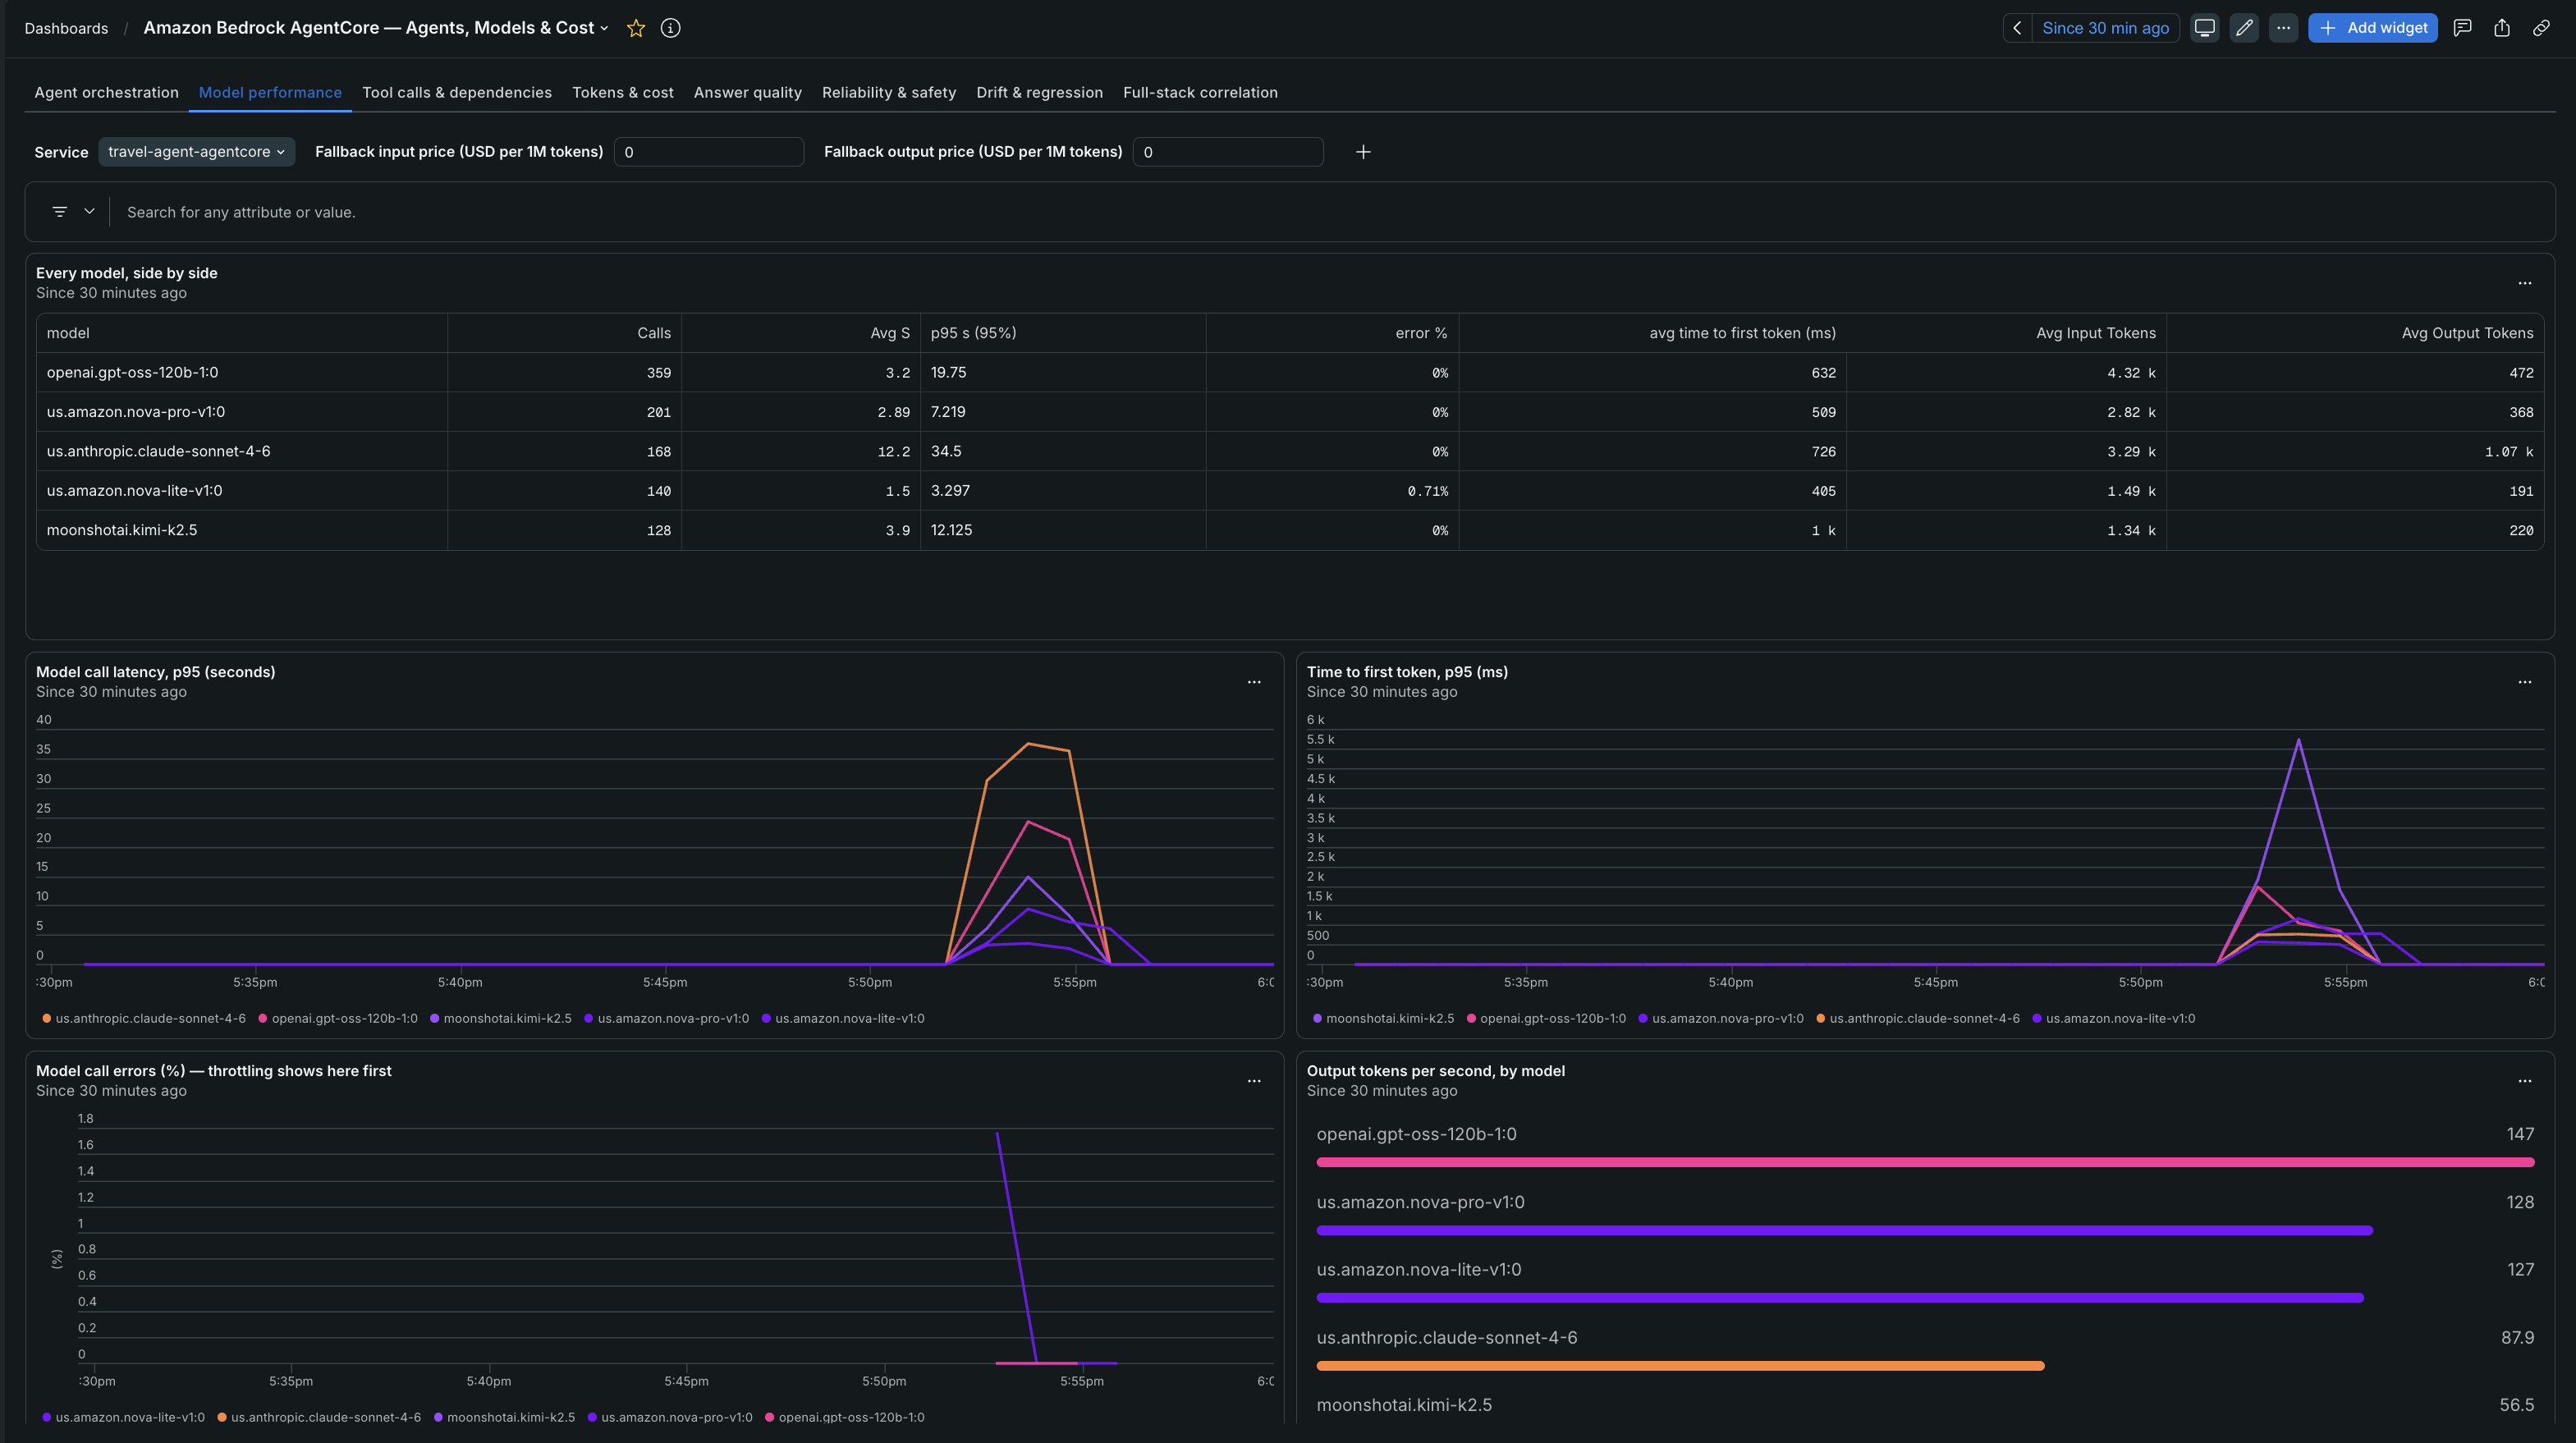 Dashboards / Amazon Bedrock AgentCore — Agents, Models & Cost
Since 30 min ago
Add widget
Agent orchestration Model performance Tool calls & dependencies Tokens & cost Answer quality Reliability & safety Drift & regression Full-stack correlation
Service travel-agent-agentcore Fallback input price (USD per 1M tokens) 0 Fallback output price (USD per 1M tokens) 0
Search for any attribute or value.
Every model, side by side
Since 30 minutes ago
model Calls Avg S p95 s (95%) error % avg time to first token (ms) Avg Input Tokens Avg Output Tokens
openai.gpt-oss-120b-1:0 359 3.2 19.75 0% 632 4.32 k 472
us.amazon.nova-pro-v1:0 201 2.89 7.219 0% 509 2.82 k 368
us.anthropic.claude-sonnet-4-6 168 12.2 34.5 0% 726 3.29 k 1.07 k
us.amazon.nova-lite-v1:0 140 1.5 3.297 0.71% 405 1.49 k 191
moonshotai.kimi-k2.5 128 3.9 12.125 0% 1 k 1.34 k 220
Model call latency, p95 (seconds)
Since 30 minutes ago
40
35
30
25
20
15
10
5
0
:30pm 5:35pm 5:40pm 5:45pm 5:50pm 5:55pm 6:0
us.anthropic.claude-sonnet-4-6 openai.gpt-oss-120b-1:0 moonshotai.kimi-k2.5 us.amazon.nova-pro-v1:0 us.amazon.nova-lite-v1:0
Time to first token, p95 (ms)
Since 30 minutes ago
6 k
5.5 k
5 k
4.5 k
4 k
3.5 k
3 k
2.5 k
2 k
1.5 k
1 k
500
0
:30pm 5:35pm 5:40pm 5:45pm 5:50pm 5:55pm 6:0
moonshotai.kimi-k2.5 openai.gpt-oss-120b-1:0 us.amazon.nova-pro-v1:0 us.anthropic.claude-sonnet-4-6 us.amazon.nova-lite-v1:0
Model call errors (%) — throttling shows here first
Since 30 minutes ago
(%)
1.8
1.6
1.4
1.2
1
0.8
0.6
0.4
0.2
0
:30pm 5:35pm 5:40pm 5:45pm 5:50pm 5:55pm 6:0
us.amazon.nova-lite-v1:0 us.anthropic.claude-sonnet-4-6 moonshotai.kimi-k2.5 us.amazon.nova-pro-v1:0 openai.gpt-oss-120b-1:0
Output tokens per second, by model
Since 30 minutes ago
openai.gpt-oss-120b-1:0 147
us.amazon.nova-pro-v1:0 128
us.amazon.nova-lite-v1:0 127
us.anthropic.claude-sonnet-4-6 87.9
moonshotai.kimi-k2.5 56.5